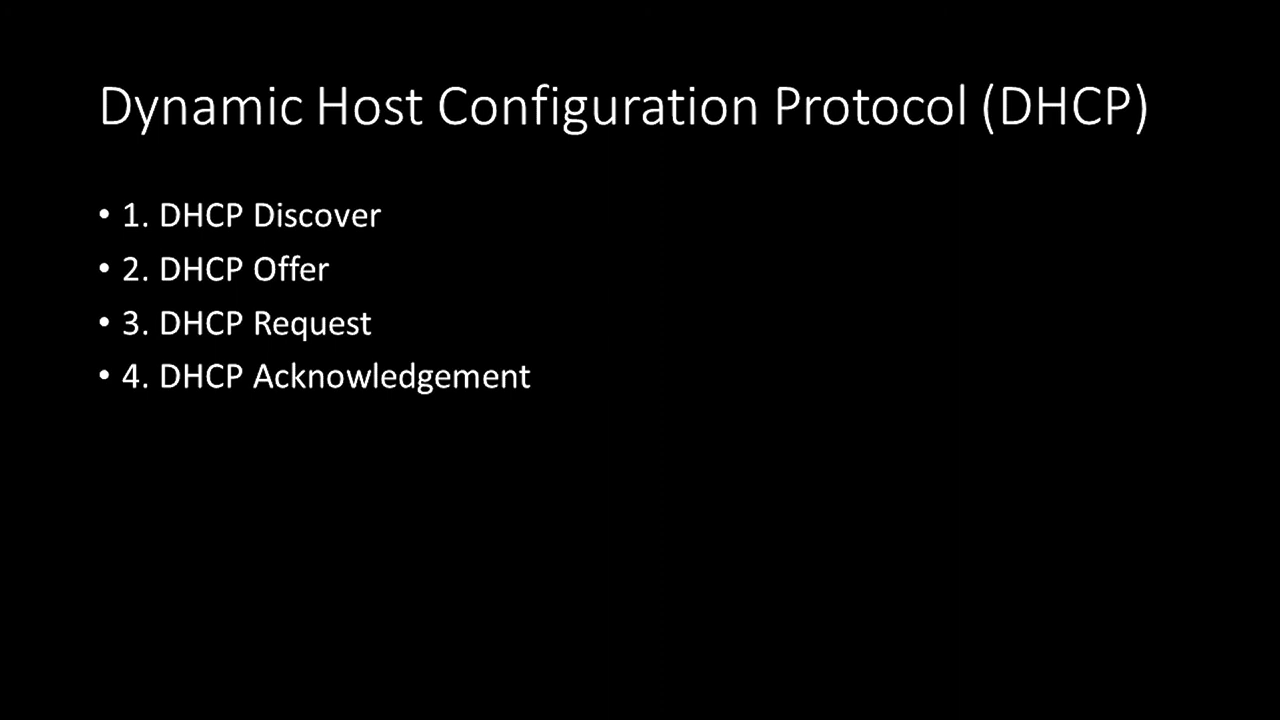 Dynamic Host Configuration Protocol (DHCP)
• 1. DHCP Discover
• 2. DHCP Offer
• 3. DHCP Request
• 4. DHCP Acknowledgement